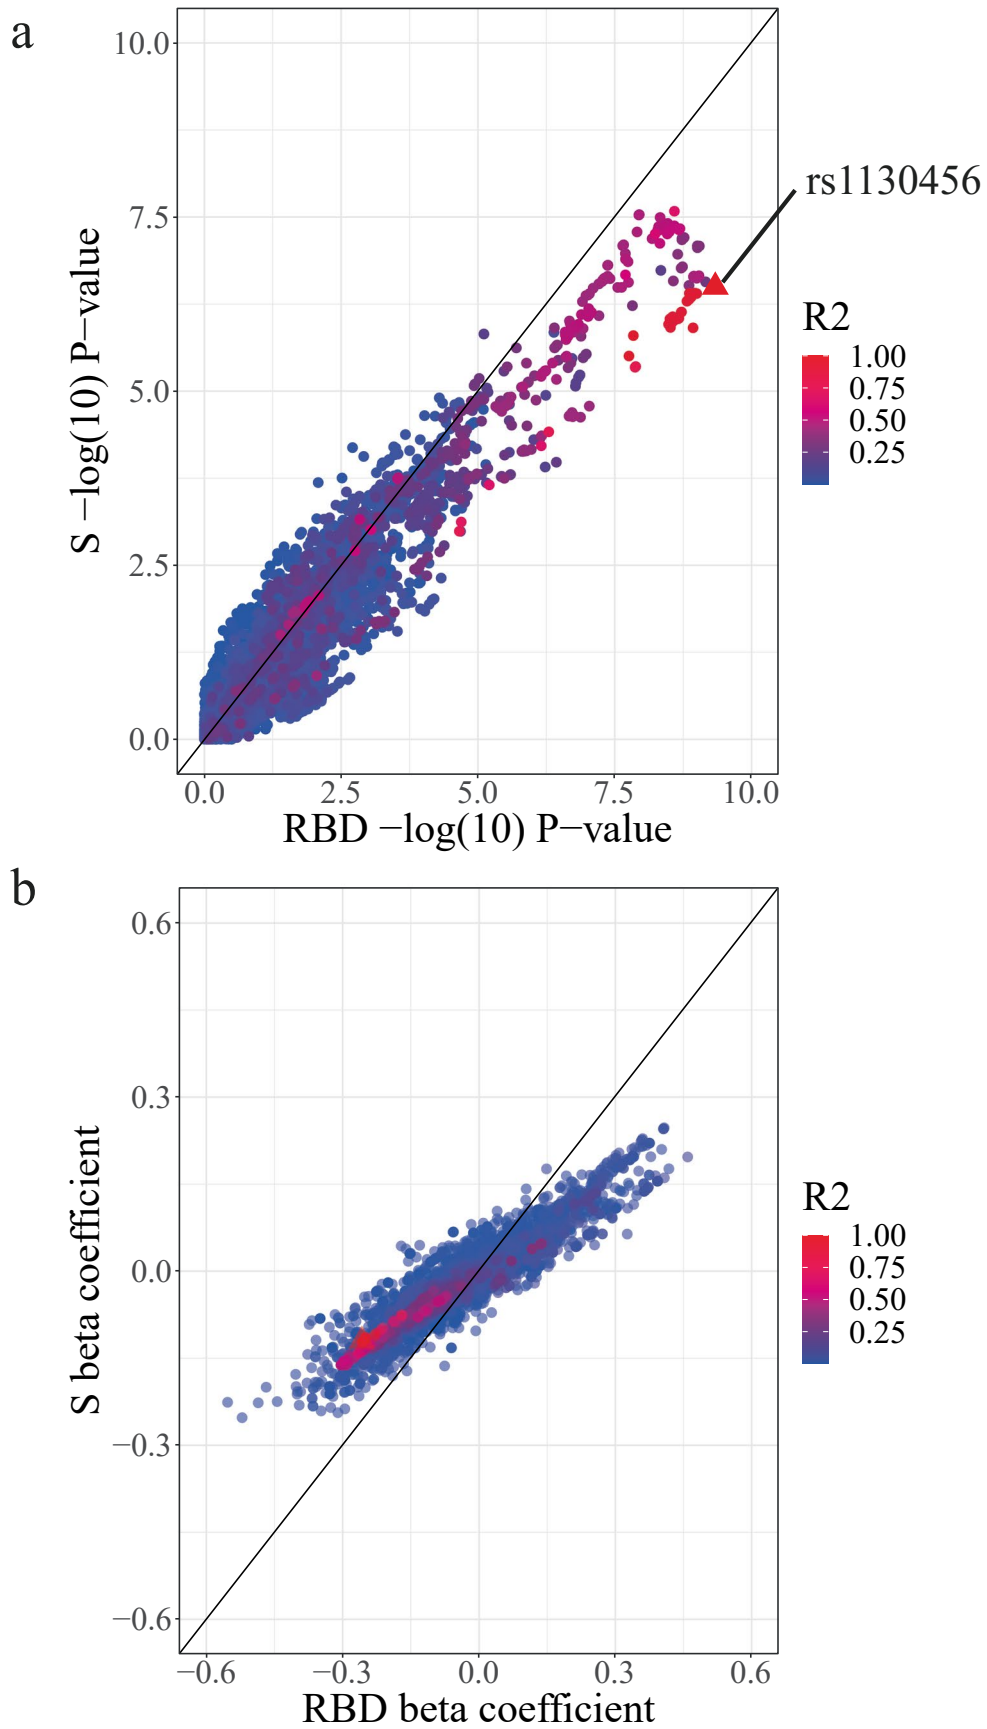 a
10.0
7.5
5.0
2.5
0.0
S −log(10) P−value
0.0 2.5 5.0 7.5 10.0
RBD −log(10) P−value
rs1130456
R2
1.00
0.75
0.50
0.25
b
0.6
0.3
0.0
−0.3
−0.6
S beta coefficient
−0.6 −0.3 0.0 0.3 0.6
RBD beta coefficient
R2
1.00
0.75
0.50
0.25